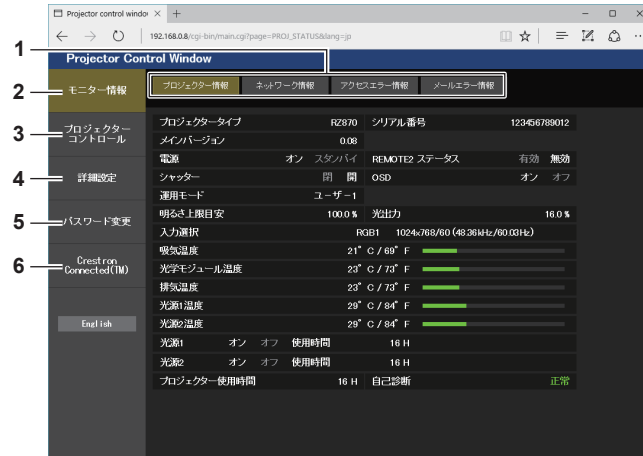 Projector control windo
192.168.0.8/cgi-bin/main.cgi?page=PROJ_STATUS&lang=jp
1
Projector Control Window
2
モニター情報
プロジェクター情報 ネットワーク情報 アクセスエラー情報 メールエラー情報
3
プロジェクター
コントロール
4
詳細設定
5
パスワード変更
6
Crestron
Connected(TM)
English
プロジェクタータイプ RZ870 シリアル番号 123456789012
メインバージョン 0.08
電源 オン スタンバイ REMOTE2 ステータス 有効 無効
シャッター 閉 開 OSD オン オフ
運用モード ユーザー1
明るさ上限目安 100.0 % 光出力 16.0 %
入力選択 RGB1 1024x768/60 (48.36kHz/60.03Hz)
吸気温度 21° C / 69° F
光学モジュール温度 23° C / 73° F
排気温度 23° C / 73° F
光源1温度 29° C / 84° F
光源2温度 29° C / 84° F
光源1 オン オフ 使用時間 16 H
光源2 オン オフ 使用時間 16 H
プロジェクター使用時間 16 H 自己診断 正常